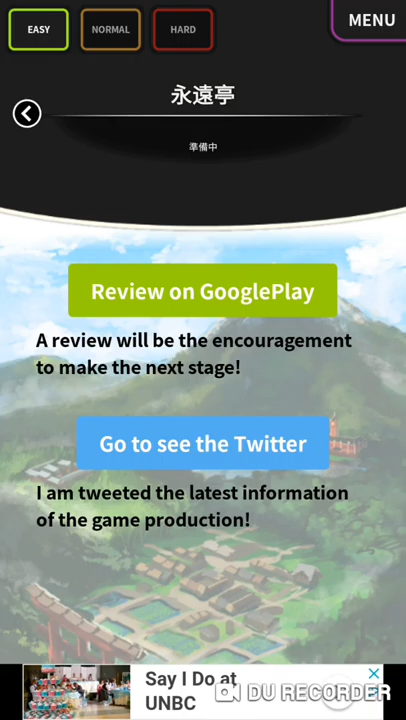 EASY
NORMAL
HARD
MENU
永遠亭
準備中
Review on GooglePlay
A review will be the encouragement
to make the next stage!
Go to see the Twitter
I am tweeted the latest information
of the game production!
Say I Do at
UNBC
DU RECORDER